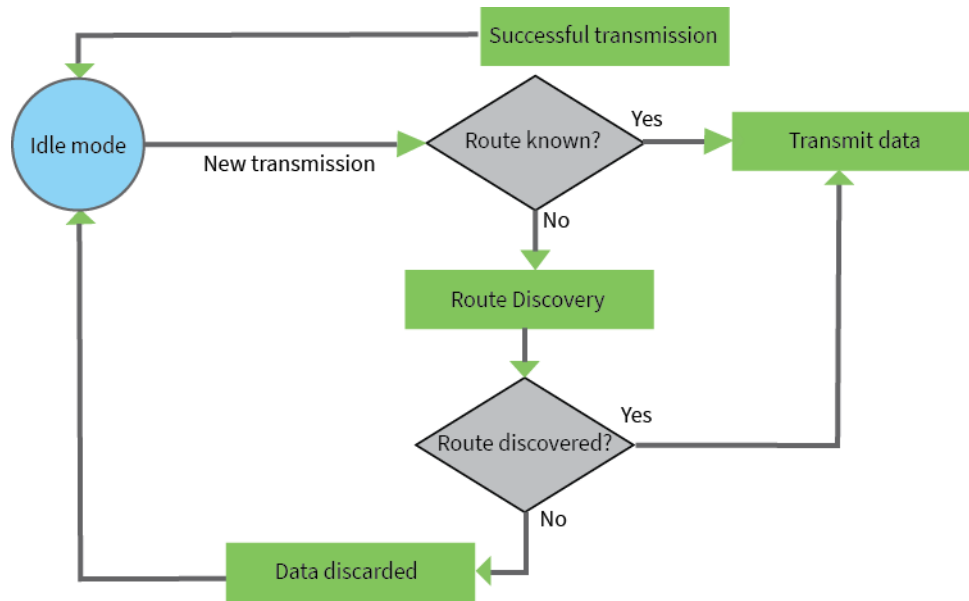 Successful transmission
Idle mode
New transmission
Route known?
Yes
Transmit data
No
Route Discovery
Route discovered?
Yes
No
Data discarded